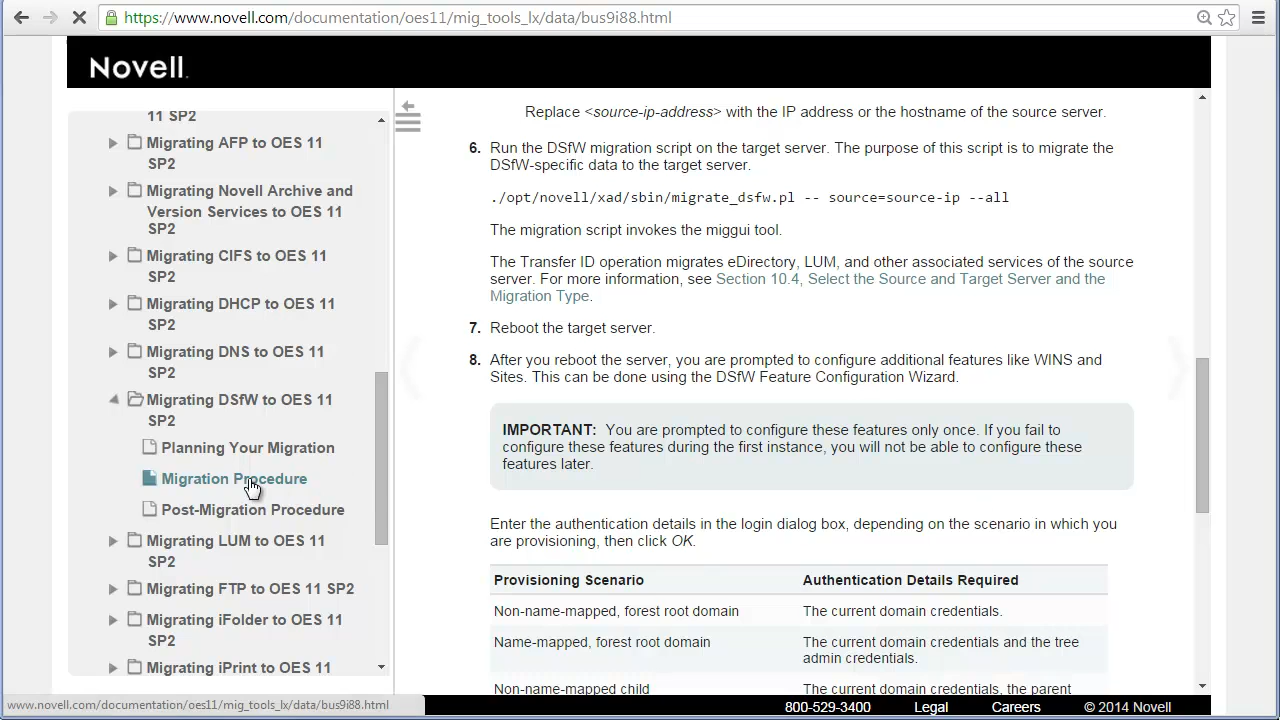 https://www.novell.com/documentation/oes11/mig_tools_lx/data/bus9i88.html
Novell.
11 SP2
Migrating AFP to OES 11
SP2
Migrating Novell Archive and
Version Services to OES 11
SP2
Migrating CIFS to OES 11
SP2
Migrating DHCP to OES 11
SP2
Migrating DNS to OES 11
SP2
Migrating DSfW to OES 11
SP2
Planning Your Migration
Migration Procedure
Post-Migration Procedure
Migrating LUM to OES 11
SP2
Migrating FTP to OES 11 SP2
Migrating iFolder to OES 11
SP2
Migrating iPrint to OES 11
Replace <source-ip-address> with the IP address or the hostname of the source server.
6. Run the DSfW migration script on the target server. The purpose of this script is to migrate the
DSfW-specific data to the target server.
./opt/novell/xad/sbin/migrate_dsfw.pl -- source=source-ip --all
The migration script invokes the miggui tool.
The Transfer ID operation migrates eDirectory, LUM, and other associated services of the source
server. For more information, see Section 10.4, Select the Source and Target Server and the
Migration Type.
7. Reboot the target server.
8. After you reboot the server, you are prompted to configure additional features like WINS and
Sites. This can be done using the DSfW Feature Configuration Wizard.
IMPORTANT: You are prompted to configure these features only once. If you fail to
configure these features during the first instance, you will not be able to configure these
features later.
Enter the authentication details in the login dialog box, depending on the scenario in which you
are provisioning, then click OK.
Provisioning Scenario Authentication Details Required
Non-name-mapped, forest root domain The current domain credentials.
Name-mapped, forest root domain The current domain credentials and the tree
admin credentials.
Non-name-mapped child The current domain credentials, the parent
www.novell.com/documentation/oes11/mig_tools_lx/data/bus9i88.html
800-529-3400 Legal Careers © 2014 Novell